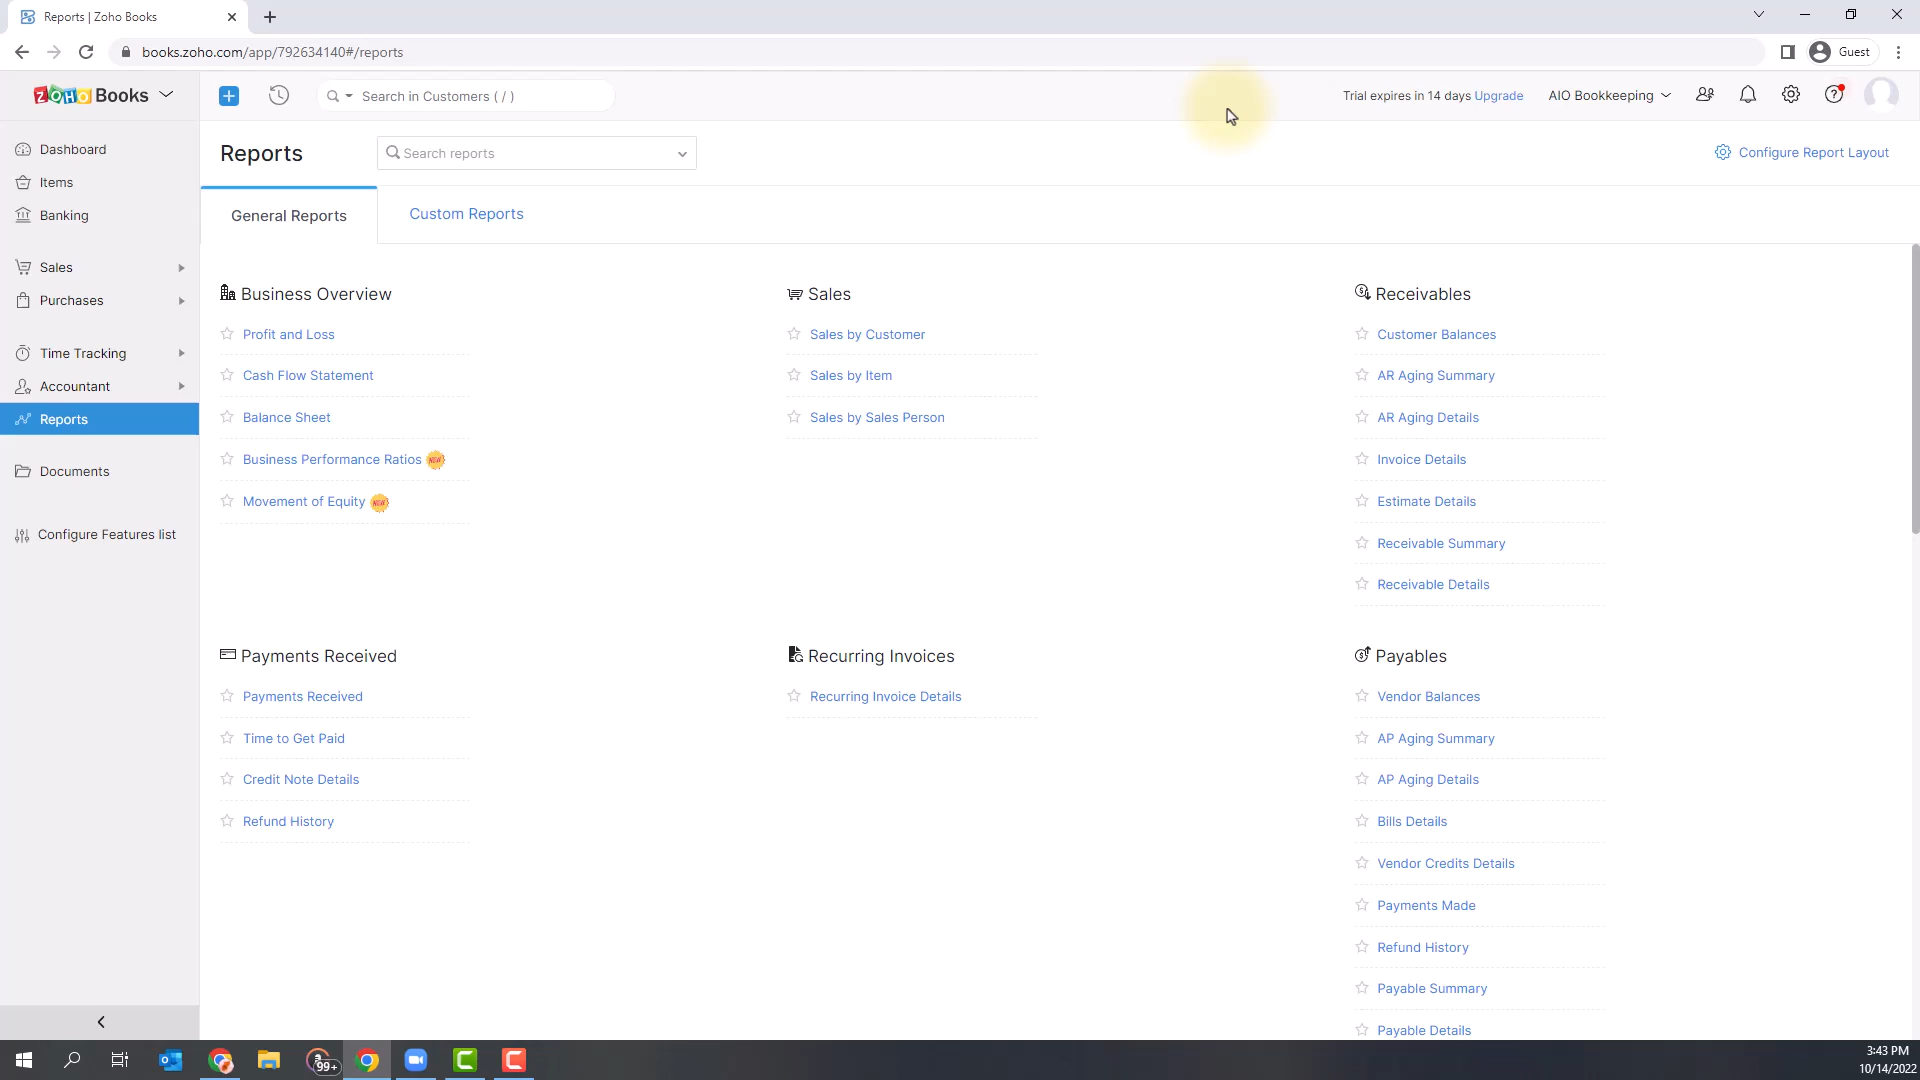 Reports | Zoho Books
books.zoho.com/app/792634140#/reports
Guest
ZOHO Books
Search in Customers ( / )
Trial expires in 14 days Upgrade
AIO Bookkeeping
Dashboard
Items
Banking
Sales
Purchases
Time Tracking
Accountant
Reports
Documents
Configure Features list
Reports
Search reports
Configure Report Layout
General Reports
Custom Reports
Business Overview
Profit and Loss
Cash Flow Statement
Balance Sheet
Business Performance Ratios NEW
Movement of Equity NEW
Sales
Sales by Customer
Sales by Item
Sales by Sales Person
Receivables
Customer Balances
AR Aging Summary
AR Aging Details
Invoice Details
Estimate Details
Receivable Summary
Receivable Details
Payments Received
Payments Received
Time to Get Paid
Credit Note Details
Refund History
Recurring Invoices
Recurring Invoice Details
Payables
Vendor Balances
AP Aging Summary
AP Aging Details
Bills Details
Vendor Credits Details
Payments Made
Refund History
Payable Summary
Payable Details
99+
3:43 PM
10/14/2022